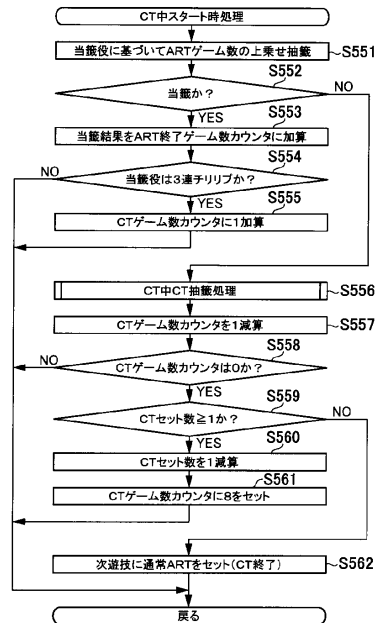 CT中スタート時処理
当籤役に基づいてARTゲーム数の上乗せ抽籤
S551
S552
当籤か?
NO
YES
S553
当籤結果をART終了ゲーム数カウンタに加算
S554
NO
当籤役は3連チリリプか?
YES
S555
CTゲーム数カウンタに1加算
CT中CT抽籤処理
S556
CTゲーム数カウンタを1減算
S557
S558
NO
CTゲーム数カウンタは0か?
YES
S559
CTセット数≧1か?
NO
YES
S560
CTセット数を1減算
S561
CTゲーム数カウンタに8をセット
次遊技に通常ARTをセット(CT終了)
S562
戻る